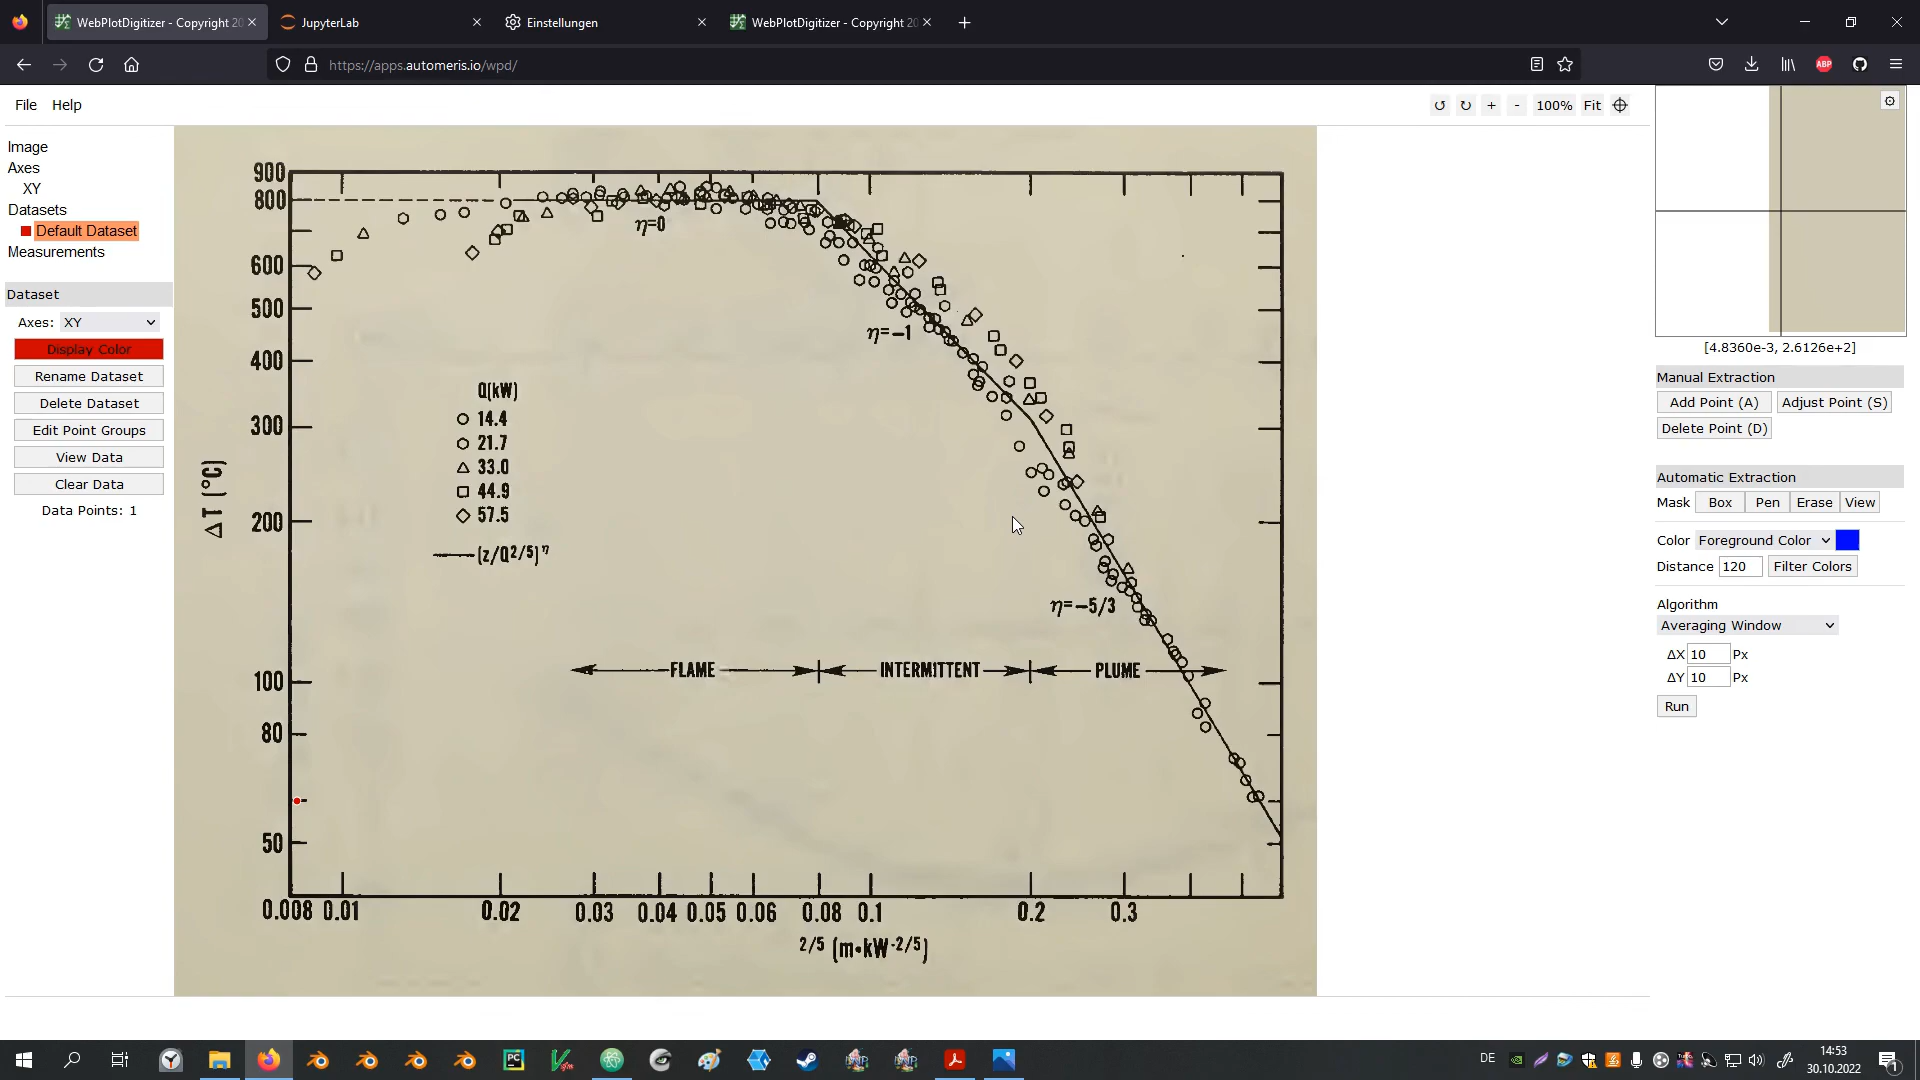 WebPlotDigitizer - Copyright 20
JupyterLab
Einstellungen
WebPlotDigitizer - Copyright 20
https://apps.automeris.io/wpd/
ABP
File Help
100% Fit
Image
Axes
XY
Datasets
Default Dataset
Measurements
Dataset
Axes: XY
Display Color
Rename Dataset
Delete Dataset
Edit Point Groups
View Data
Clear Data
Data Points: 1
900
800
600
500
400
300
200
100
80
50
ΔT (°C)
η=0
η=-1
η=-5/3
Q(kW)
14.4
21.7
33.0
44.9
57.5
(z/Q2/5)η
FLAME INTERMITTENT PLUME
0.008 0.01 0.02 0.03 0.04 0.05 0.06 0.08 0.1 0.2 0.3
2/5 (m•kW-2/5)
[4.8360e-3, 2.6126e+2]
Manual Extraction
Add Point (A) Adjust Point (S)
Delete Point (D)
Automatic Extraction
Mask Box Pen Erase View
Color Foreground Color
Distance 120 Filter Colors
Algorithm
Averaging Window
ΔX 10 Px
ΔY 10 Px
Run
PC
DE
14:53
30.10.2022
1